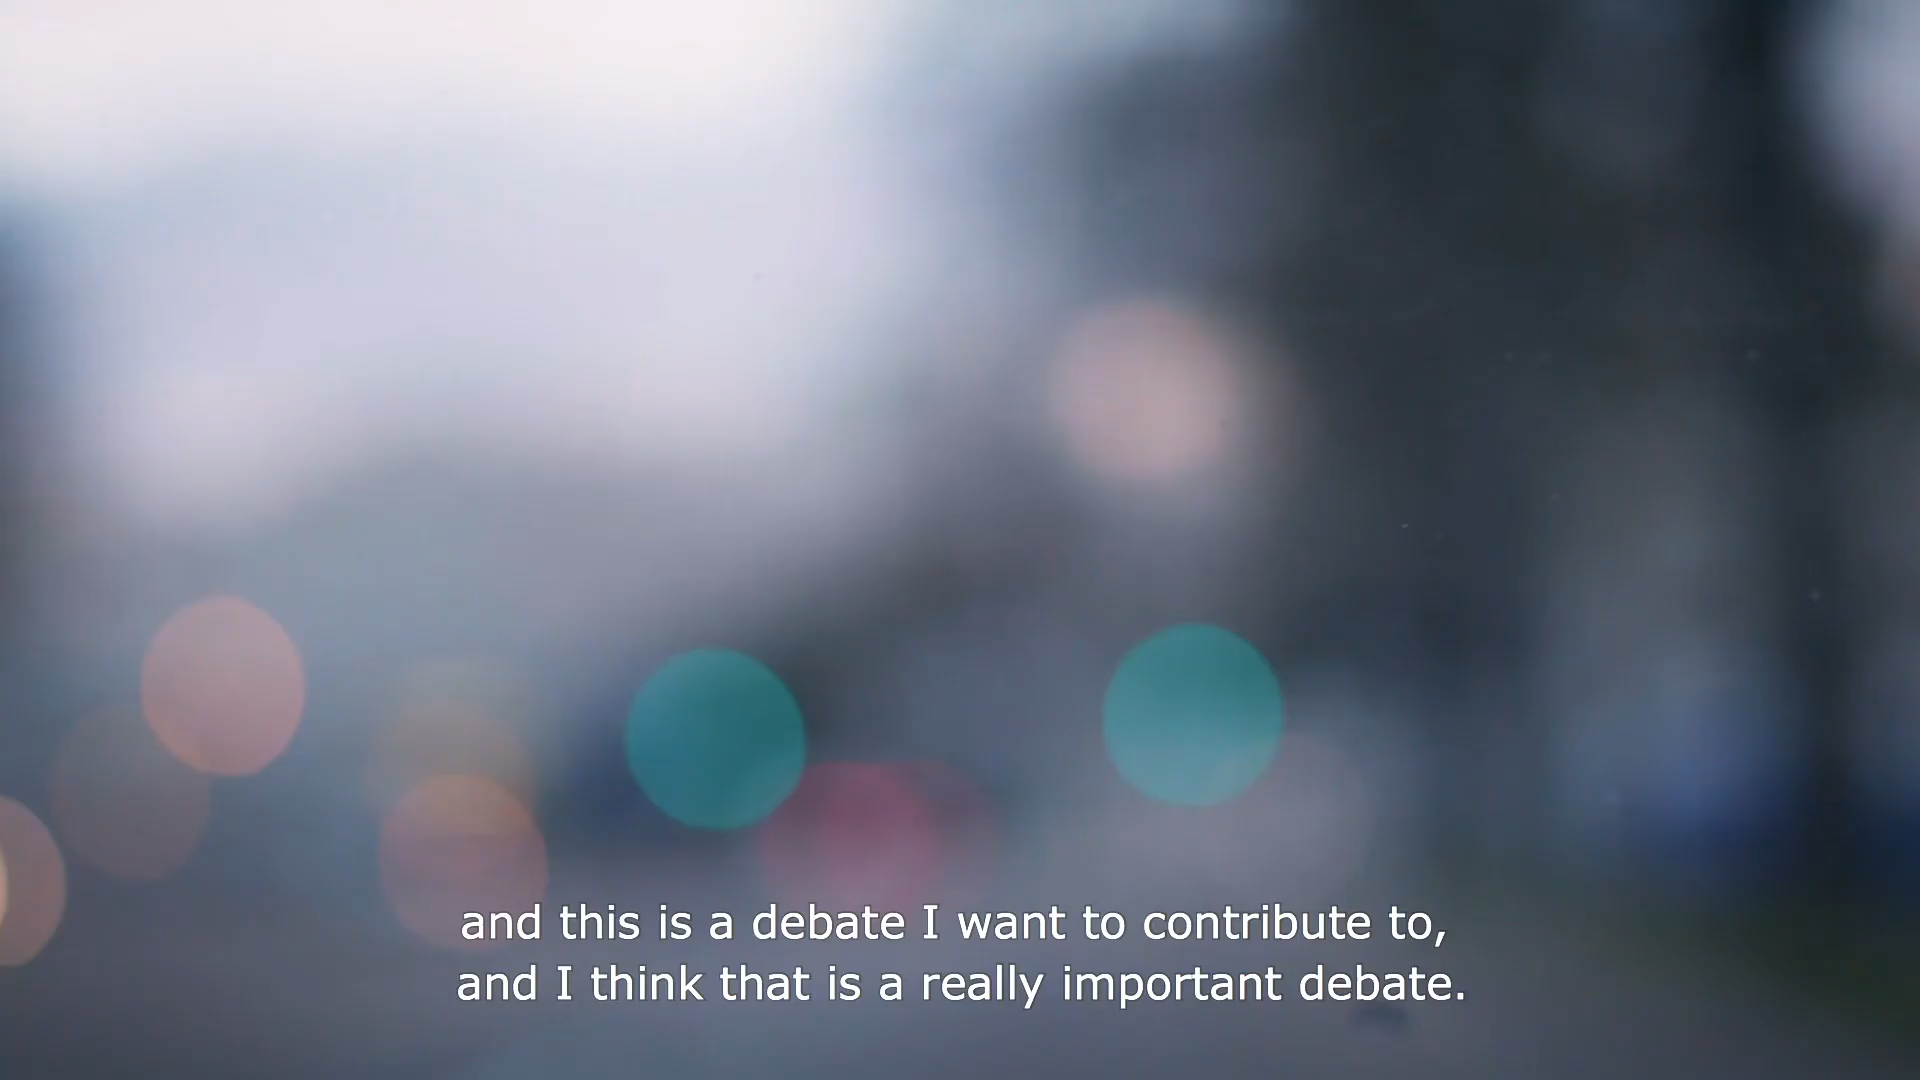 and this is a debate I want to contribute to,
and I think that is a really important debate.